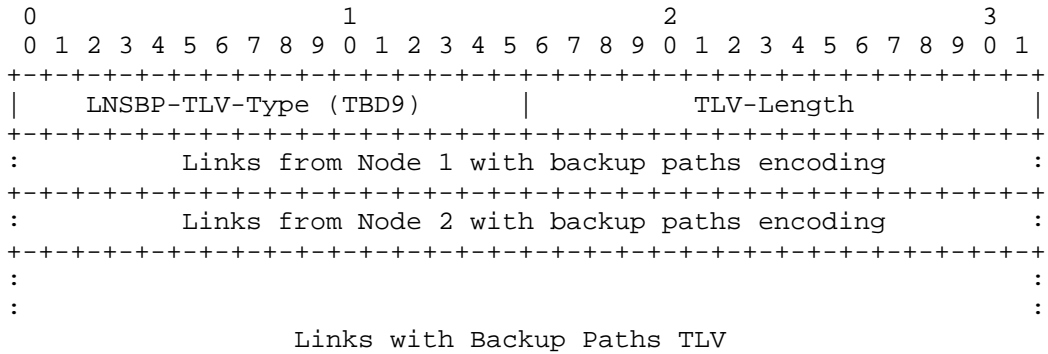 0                   1                   2                   3
 0 1 2 3 4 5 6 7 8 9 0 1 2 3 4 5 6 7 8 9 0 1 2 3 4 5 6 7 8 9 0 1
+-+-+-+-+-+-+-+-+-+-+-+-+-+-+-+-+-+-+-+-+-+-+-+-+-+-+-+-+-+-+-+-+
|    LNSBP-TLV-Type (TBD9)      |          TLV-Length           |
+-+-+-+-+-+-+-+-+-+-+-+-+-+-+-+-+-+-+-+-+-+-+-+-+-+-+-+-+-+-+-+-+
:          Links from Node 1 with backup paths encoding         :
+-+-+-+-+-+-+-+-+-+-+-+-+-+-+-+-+-+-+-+-+-+-+-+-+-+-+-+-+-+-+-+-+
:          Links from Node 2 with backup paths encoding         :
+-+-+-+-+-+-+-+-+-+-+-+-+-+-+-+-+-+-+-+-+-+-+-+-+-+-+-+-+-+-+-+-+
:                                                               :
:                                                               :
                 Links with Backup Paths TLV